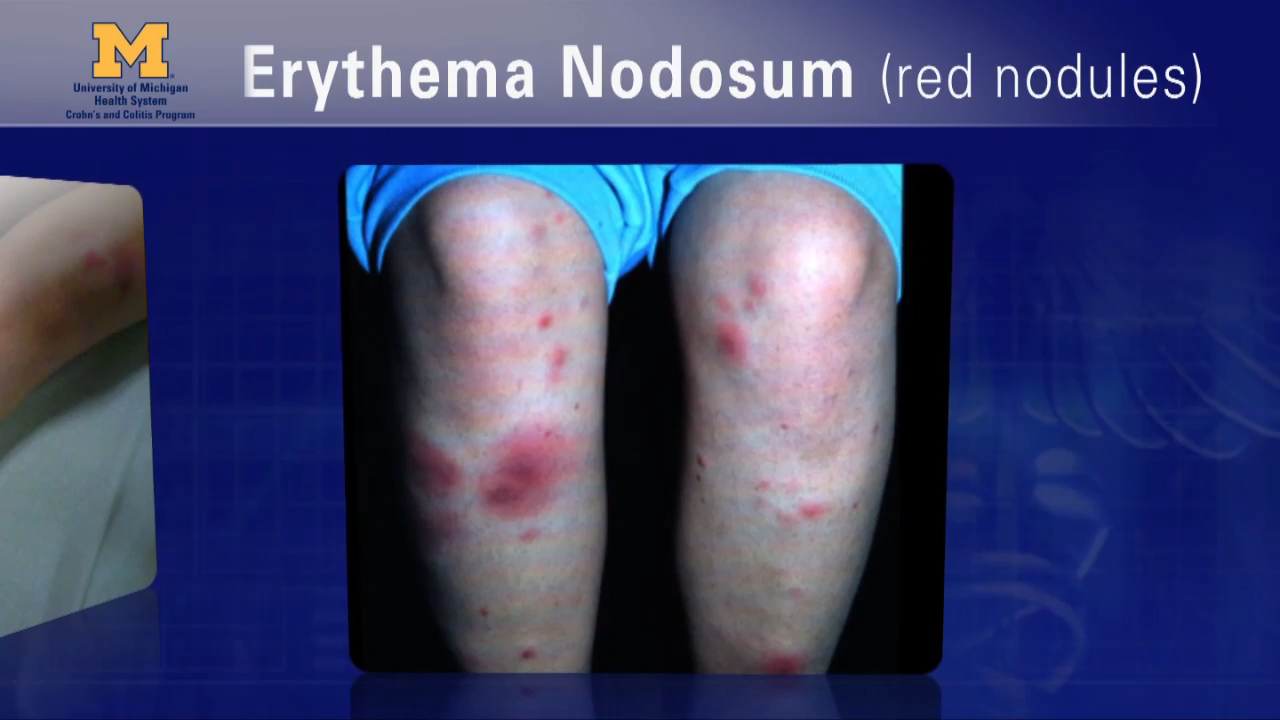 Erythema Nodosum (red nodules)
M
University of Michigan
Health System
Crohn's and Colitis Program